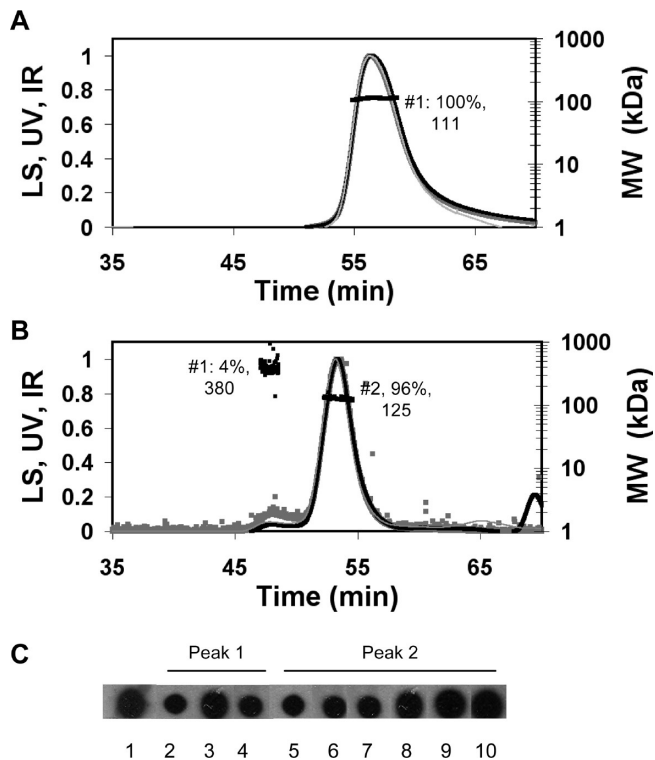 A
LS, UV, IR
1
0.8
0.6
0.4
0.2
0
#1: 100%,
111
1000
100
10
1
MW (kDa)
35 45 55 65
Time (min)
B
LS, UV, IR
1
0.8
0.6
0.4
0.2
0
#1: 4%,
380
#2, 96%,
125
1000
100
10
1
MW (kDa)
35 45 55 65
Time (min)
C
Peak 1 Peak 2
1 2 3 4 5 6 7 8 9 10